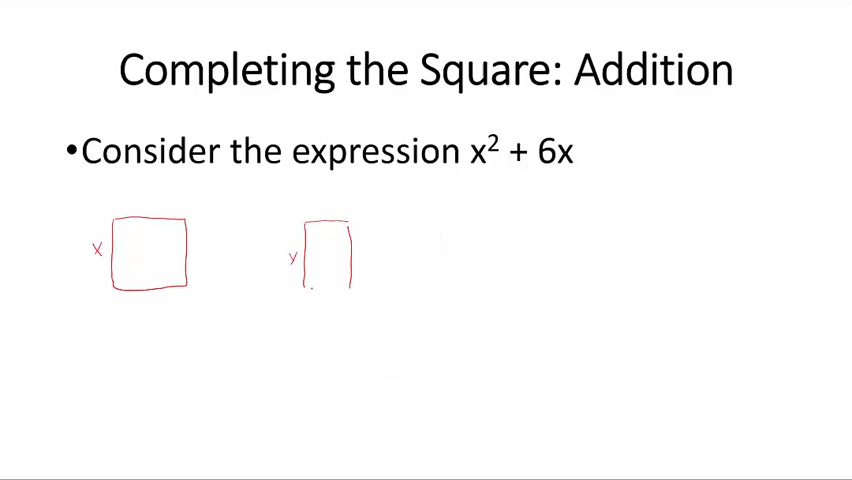 Completing the Square: Addition
•Consider the expression x² + 6x
x
x